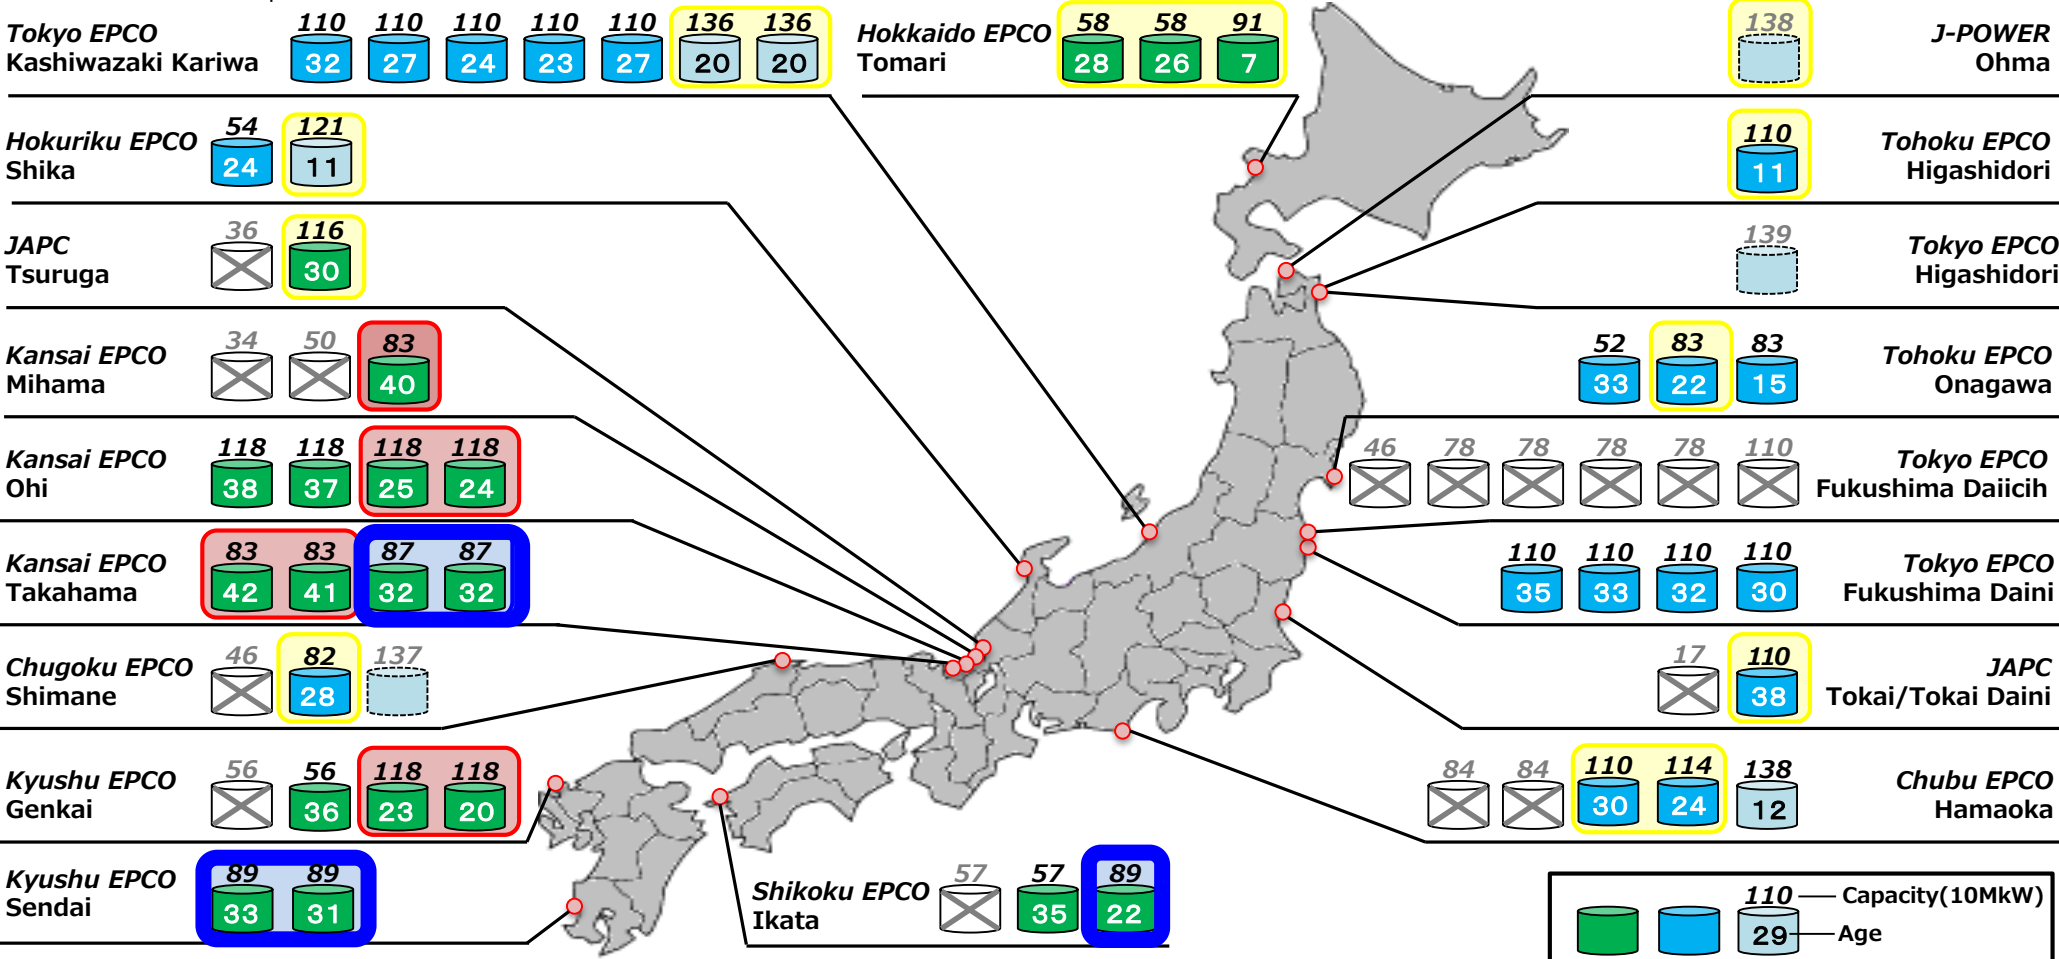 Tokyo EPCO
Kashiwazaki Kariwa
110 110 110 110 110 136 136
32 27 24 23 27 20 20
Hokkaido EPCO
Tomari
58 58 91
28 26 7
138
J-POWER
Ohma
Hokuriku EPCO
Shika
54 121
24 11
110
11
Tohoku EPCO
Higashidori
JAPC
Tsuruga
36 116
30
139
Tokyo EPCO
Higashidori
Kansai EPCO
Mihama
34 50 83
40
52 83 83
33 22 15
Tohoku EPCO
Onagawa
Kansai EPCO
Ohi
118 118 118 118
38 37 25 24
46 78 78 78 78 110
Tokyo EPCO
Fukushima Daiicih
Kansai EPCO
Takahama
83 83 87 87
42 41 32 32
110 110 110 110
35 33 32 30
Tokyo EPCO
Fukushima Daini
Chugoku EPCO
Shimane
46 82 137
28
17 110
38
JAPC
Tokai/Tokai Daini
Kyushu EPCO
Genkai
56 56 118 118
36 23 20
84 84 110 114 138
30 24 12
Chubu EPCO
Hamaoka
Kyushu EPCO
Sendai
89 89
33 31
Shikoku EPCO
Ikata
57 57 89
35 22
110 Capacity(10MkW)
29 Age